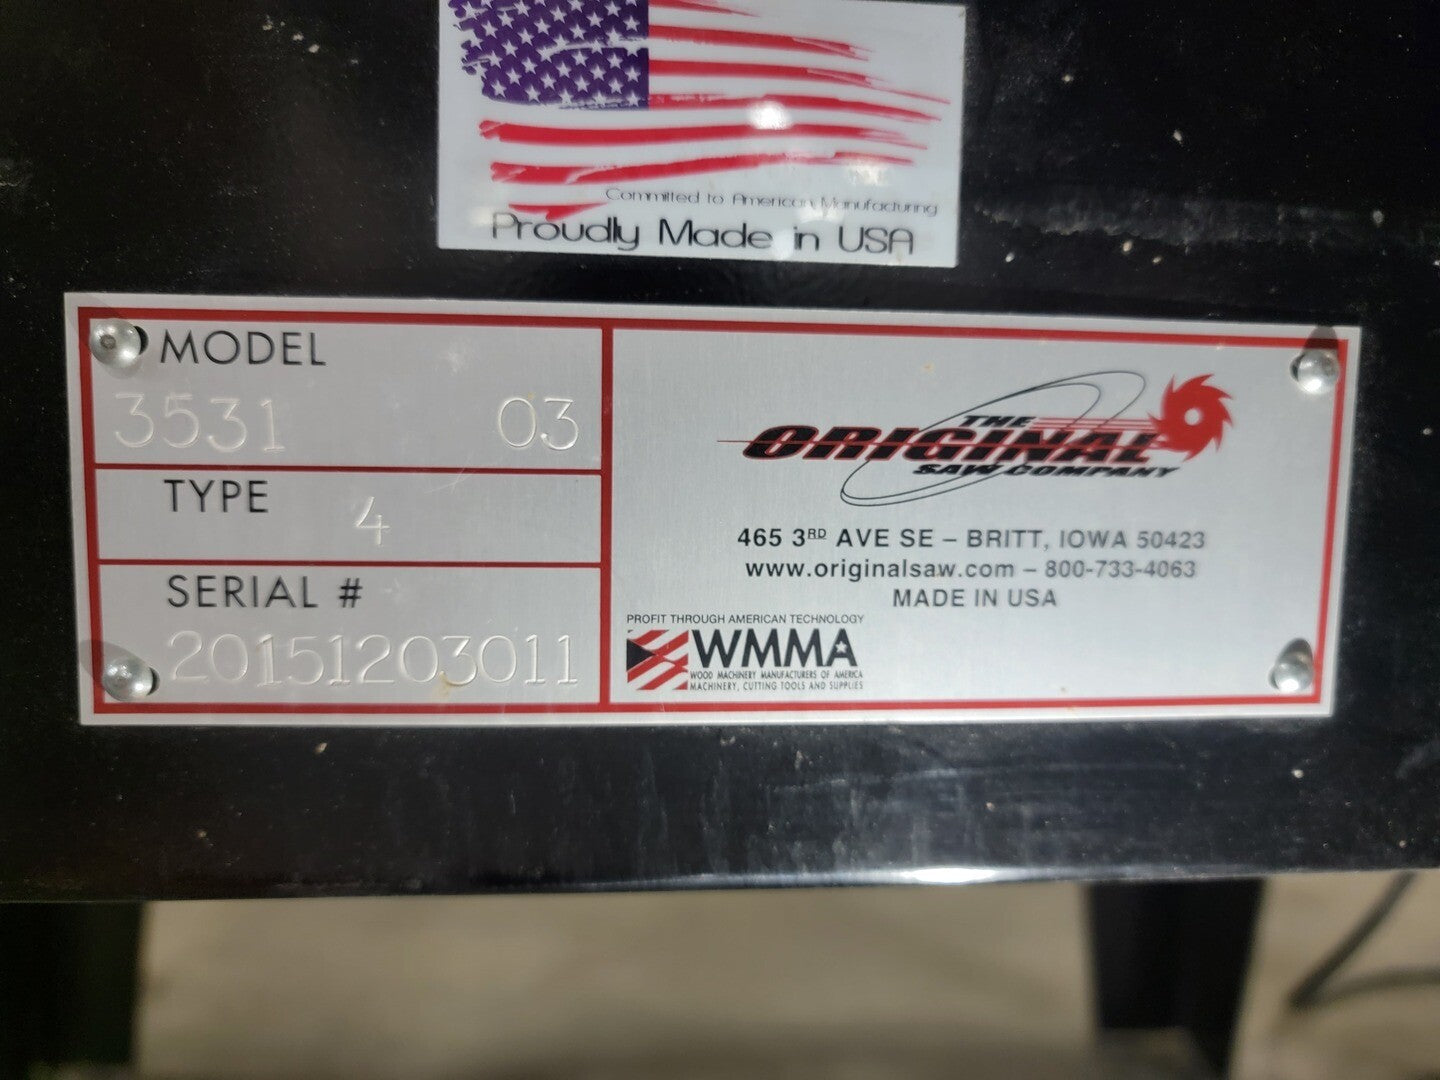 Committed to American Manufacturing
Proudly Made in USA
MODEL
3531 03
TYPE
4
SERIAL #
20151203011
THE
ORIGINAL
SAW COMPANY
465 3RD AVE SE – BRITT, IOWA 50423
www.originalsaw.com – 800-733-4063
MADE IN USA
PROFIT THROUGH AMERICAN TECHNOLOGY
WMMA
WOOD MACHINERY MANUFACTURERS OF AMERICA
MACHINERY, CUTTING TOOLS AND SUPPLIES